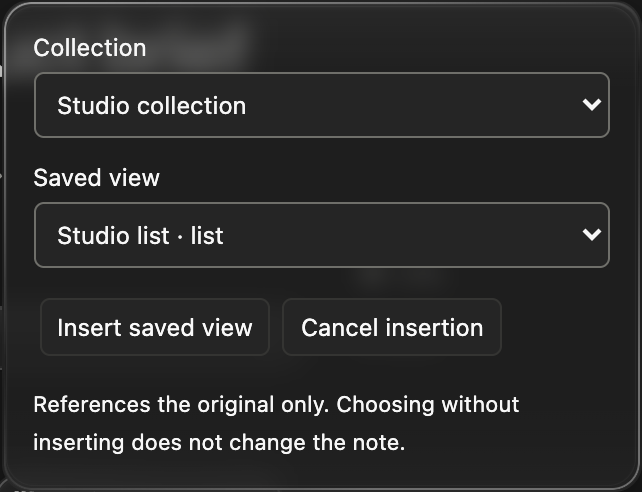 Collection
Studio collection
Saved view
Studio list · list
Insert saved view
Cancel insertion
References the original only. Choosing without
inserting does not change the note.